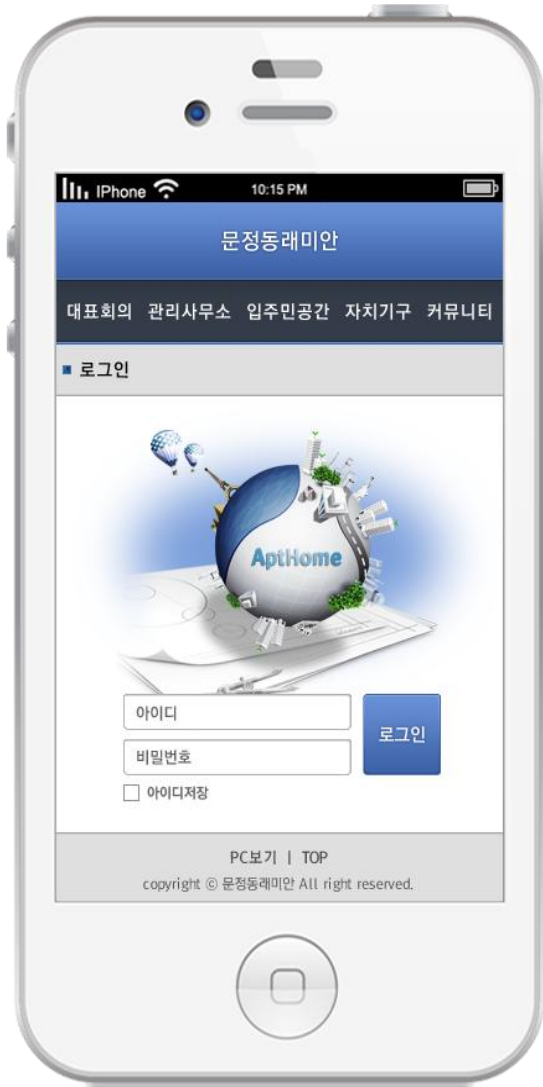 IPhone 10:15 PM
문정동래미안
대표회의 관리사무소 입주민공간 자치기구 커뮤니티
로그인
AptHome
아이디
로그인
비밀번호
아이디저장
PC보기 | TOP
copyright © 문정동래미안 All right reserved.